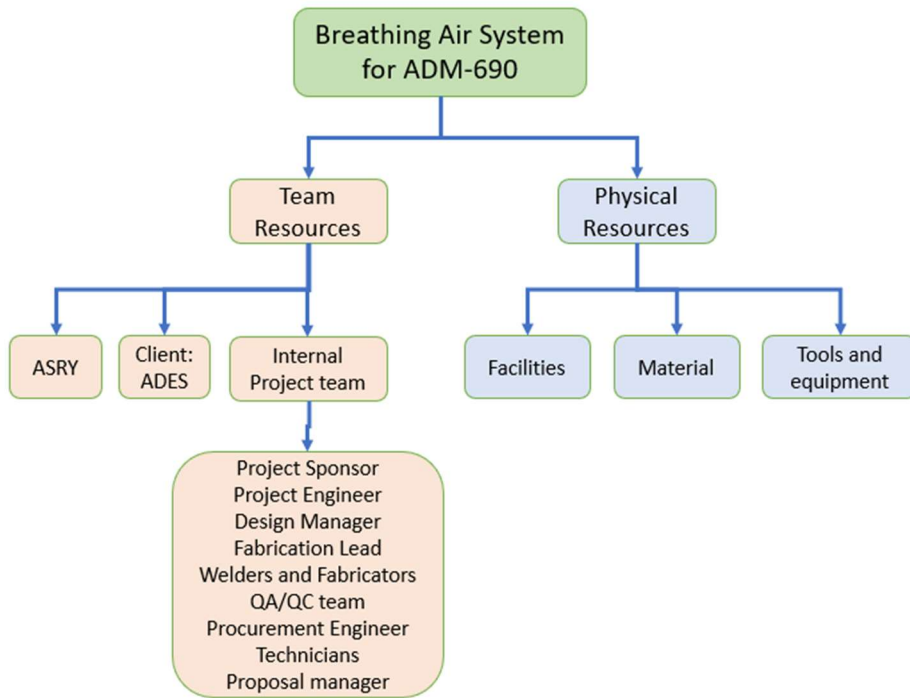 Breathing Air System
for ADM-690
Team
Resources
Physical
Resources
ASRY
Client:
ADES
Internal
Project team
Facilities
Material
Tools and
equipment
Project Sponsor
Project Engineer
Design Manager
Fabrication Lead
Welders and Fabricators
QA/QC team
Procurement Engineer
Technicians
Proposal manager